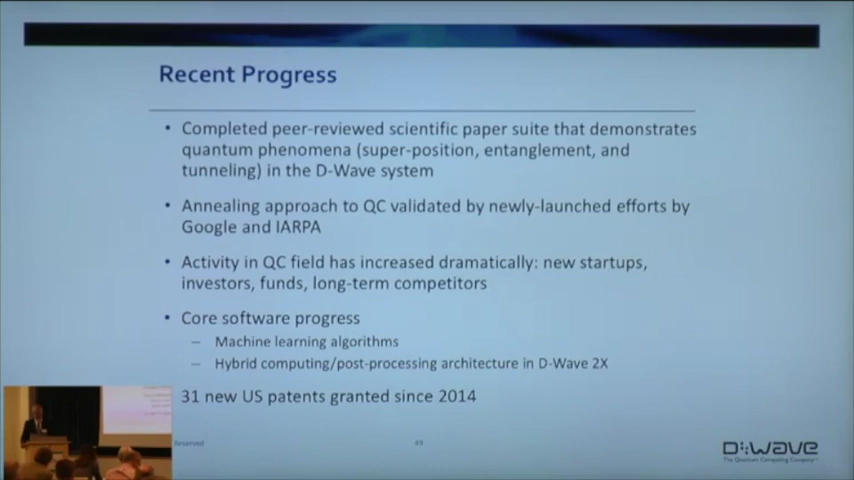 Recent Progress
• Completed peer-reviewed scientific paper suite that demonstrates
quantum phenomena (super-position, entanglement, and
tunneling) in the D-Wave system
• Annealing approach to QC validated by newly-launched efforts by
Google and IARPA
• Activity in QC field has increased dramatically: new startups,
investors, funds, long-term competitors
• Core software progress
– Machine learning algorithms
– Hybrid computing/post-processing architecture in D-Wave 2X
31 new US patents granted since 2014
Reserved
49
D:wave
The Quantum Computing Company™